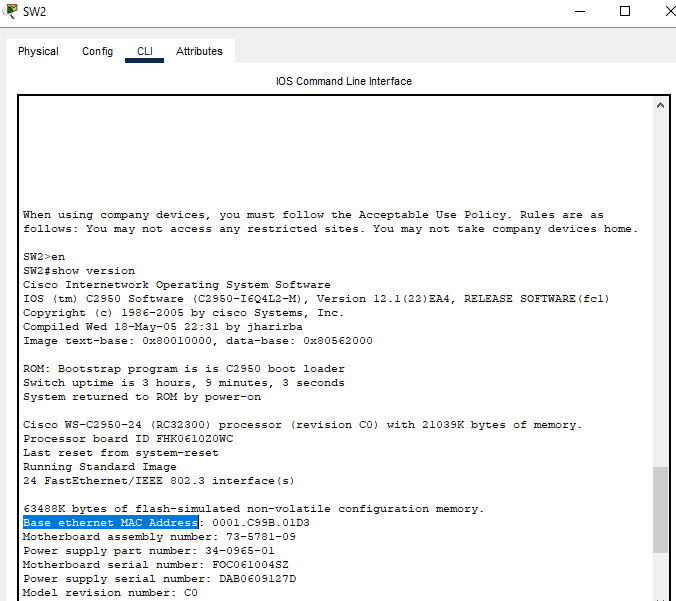 SW2
Physical Config CLI Attributes
IOS Command Line Interface
When using company devices, you must follow the Acceptable Use Policy. Rules are as
follows: You may not access any restricted sites. You may not take company devices home.
SW2>en
SW2#show version
Cisco Internetwork Operating System Software
IOS (tm) C2950 Software (C2950-I6Q4L2-M), Version 12.1(22)EA4, RELEASE SOFTWARE(fc1)
Copyright (c) 1986-2005 by cisco Systems, Inc.
Compiled Wed 18-May-05 22:31 by jharirba
Image text-base: 0x80010000, data-base: 0x80562000
ROM: Bootstrap program is is C2950 boot loader
Switch uptime is 3 hours, 9 minutes, 3 seconds
System returned to ROM by power-on
Cisco WS-C2950-24 (RC32300) processor (revision C0) with 21039K bytes of memory.
Processor board ID FHK0610Z0WC
Last reset from system-reset
Running Standard Image
24 FastEthernet/IEEE 802.3 interface(s)
63488K bytes of flash-simulated non-volatile configuration memory.
Base ethernet MAC Address: 0001.C99B.01D3
Motherboard assembly number: 73-5781-09
Power supply part number: 34-0965-01
Motherboard serial number: FOC061004SZ
Power supply serial number: DAB0609127D
Model revision number: C0